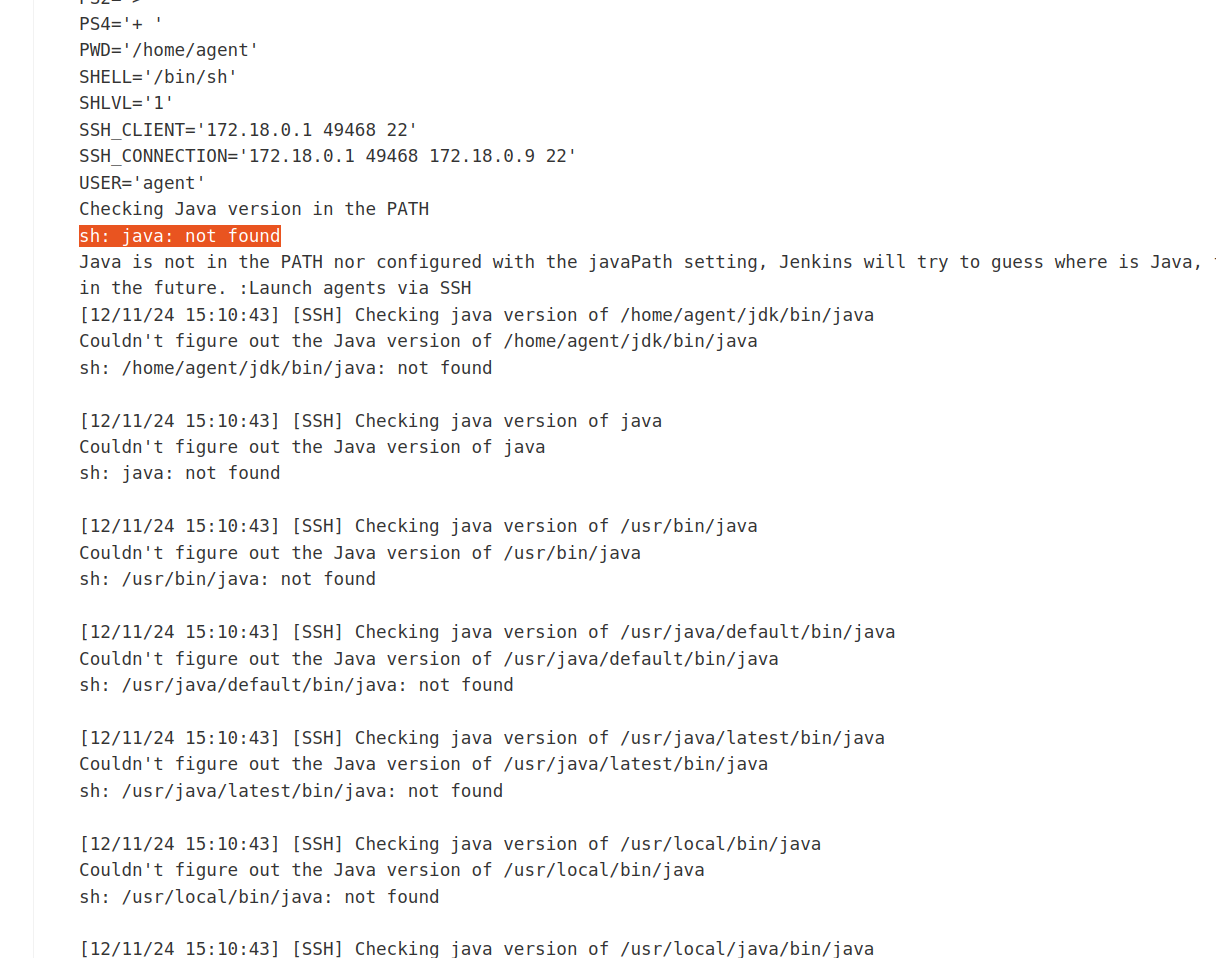 PS4='+ '
PWD='/home/agent'
SHELL='/bin/sh'
SHLVL='1'
SSH_CLIENT='172.18.0.1 49468 22'
SSH_CONNECTION='172.18.0.1 49468 172.18.0.9 22'
USER='agent'
Checking Java version in the PATH
sh: java: not found
Java is not in the PATH nor configured with the javaPath setting, Jenkins will try to guess where is Java,
in the future. :Launch agents via SSH
[12/11/24 15:10:43] [SSH] Checking java version of /home/agent/jdk/bin/java
Couldn't figure out the Java version of /home/agent/jdk/bin/java
sh: /home/agent/jdk/bin/java: not found
[12/11/24 15:10:43] [SSH] Checking java version of java
Couldn't figure out the Java version of java
sh: java: not found
[12/11/24 15:10:43] [SSH] Checking java version of /usr/bin/java
Couldn't figure out the Java version of /usr/bin/java
sh: /usr/bin/java: not found
[12/11/24 15:10:43] [SSH] Checking java version of /usr/java/default/bin/java
Couldn't figure out the Java version of /usr/java/default/bin/java
sh: /usr/java/default/bin/java: not found
[12/11/24 15:10:43] [SSH] Checking java version of /usr/java/latest/bin/java
Couldn't figure out the Java version of /usr/java/latest/bin/java
sh: /usr/java/latest/bin/java: not found
[12/11/24 15:10:43] [SSH] Checking java version of /usr/local/bin/java
Couldn't figure out the Java version of /usr/local/bin/java
sh: /usr/local/bin/java: not found
[12/11/24 15:10:43] [SSH] Checking java version of /usr/local/java/bin/java